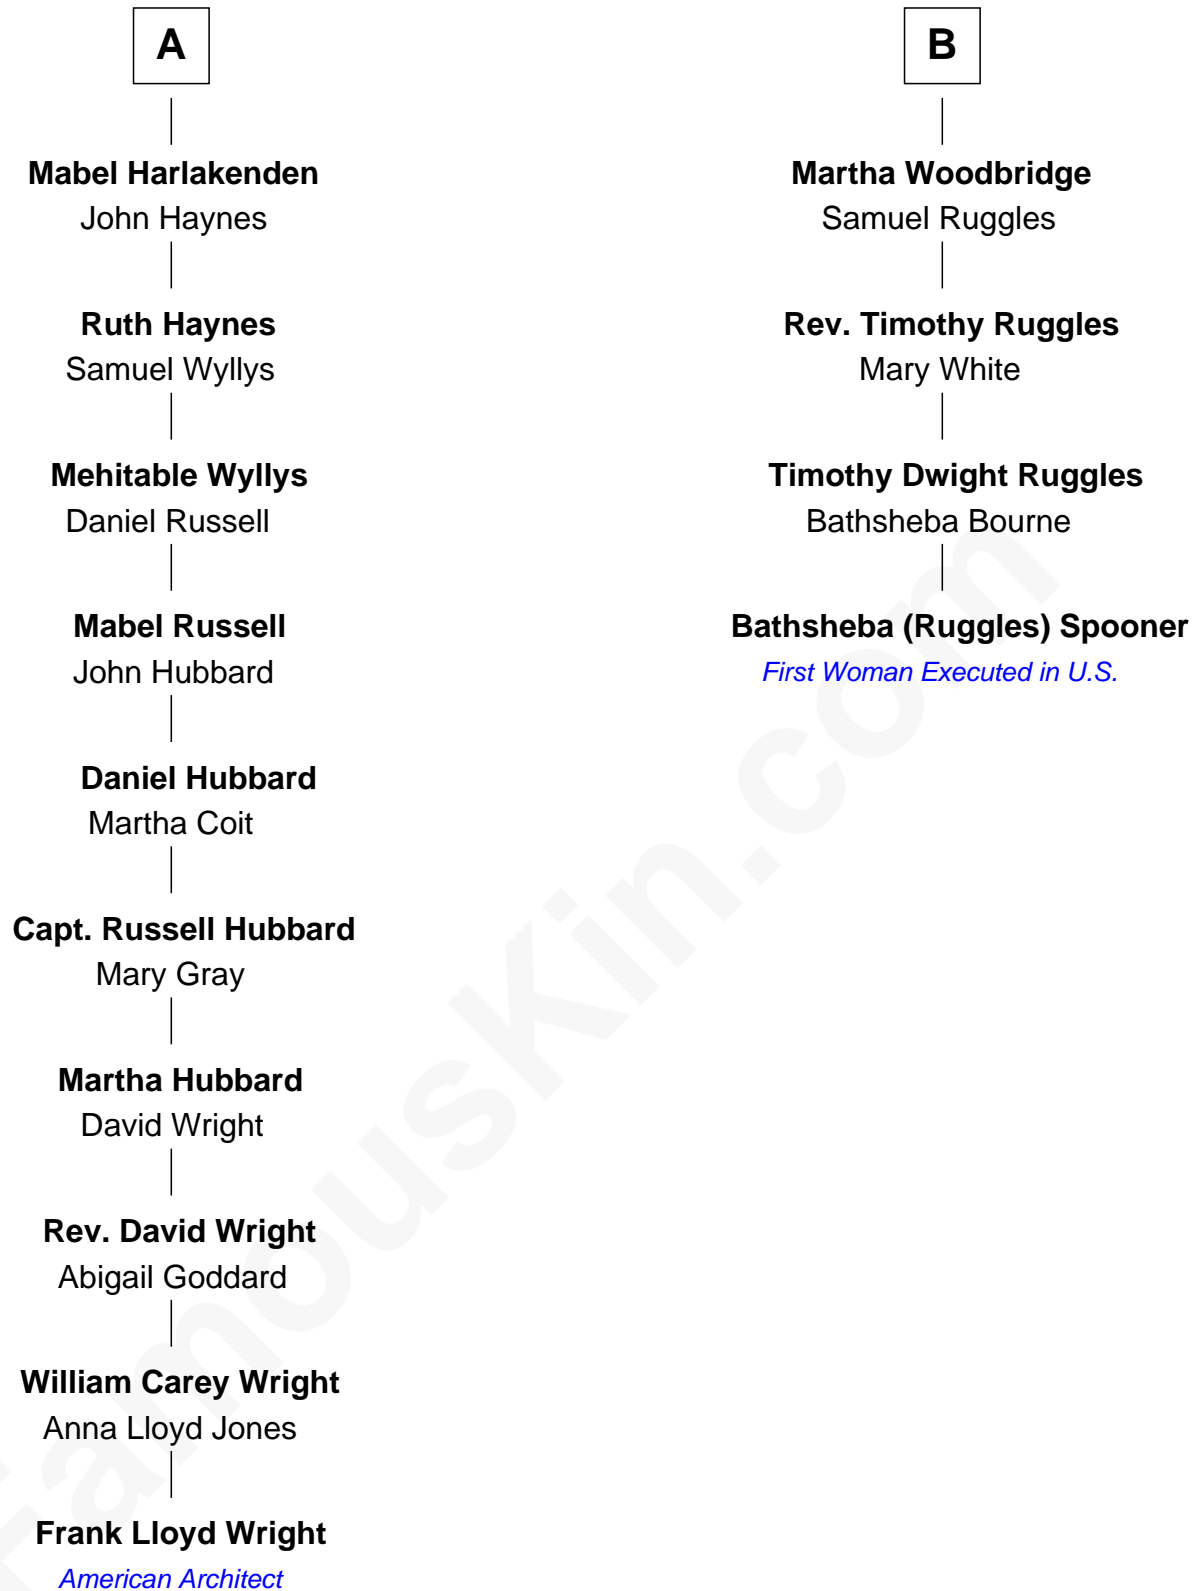 A
Mabel Harlakenden
John Haynes
Ruth Haynes
Samuel Wyllys
Mehitable Wyllys
Daniel Russell
Mabel Russell
John Hubbard
Daniel Hubbard
Martha Coit
Capt. Russell Hubbard
Mary Gray
Martha Hubbard
David Wright
Rev. David Wright
Abigail Goddard
William Carey Wright
Anna Lloyd Jones
Frank Lloyd Wright
American Architect
B
Martha Woodbridge
Samuel Ruggles
Rev. Timothy Ruggles
Mary White
Timothy Dwight Ruggles
Bathsheba Bourne
Bathsheba (Ruggles) Spooner
First Woman Executed in U.S.
FamousKin.com